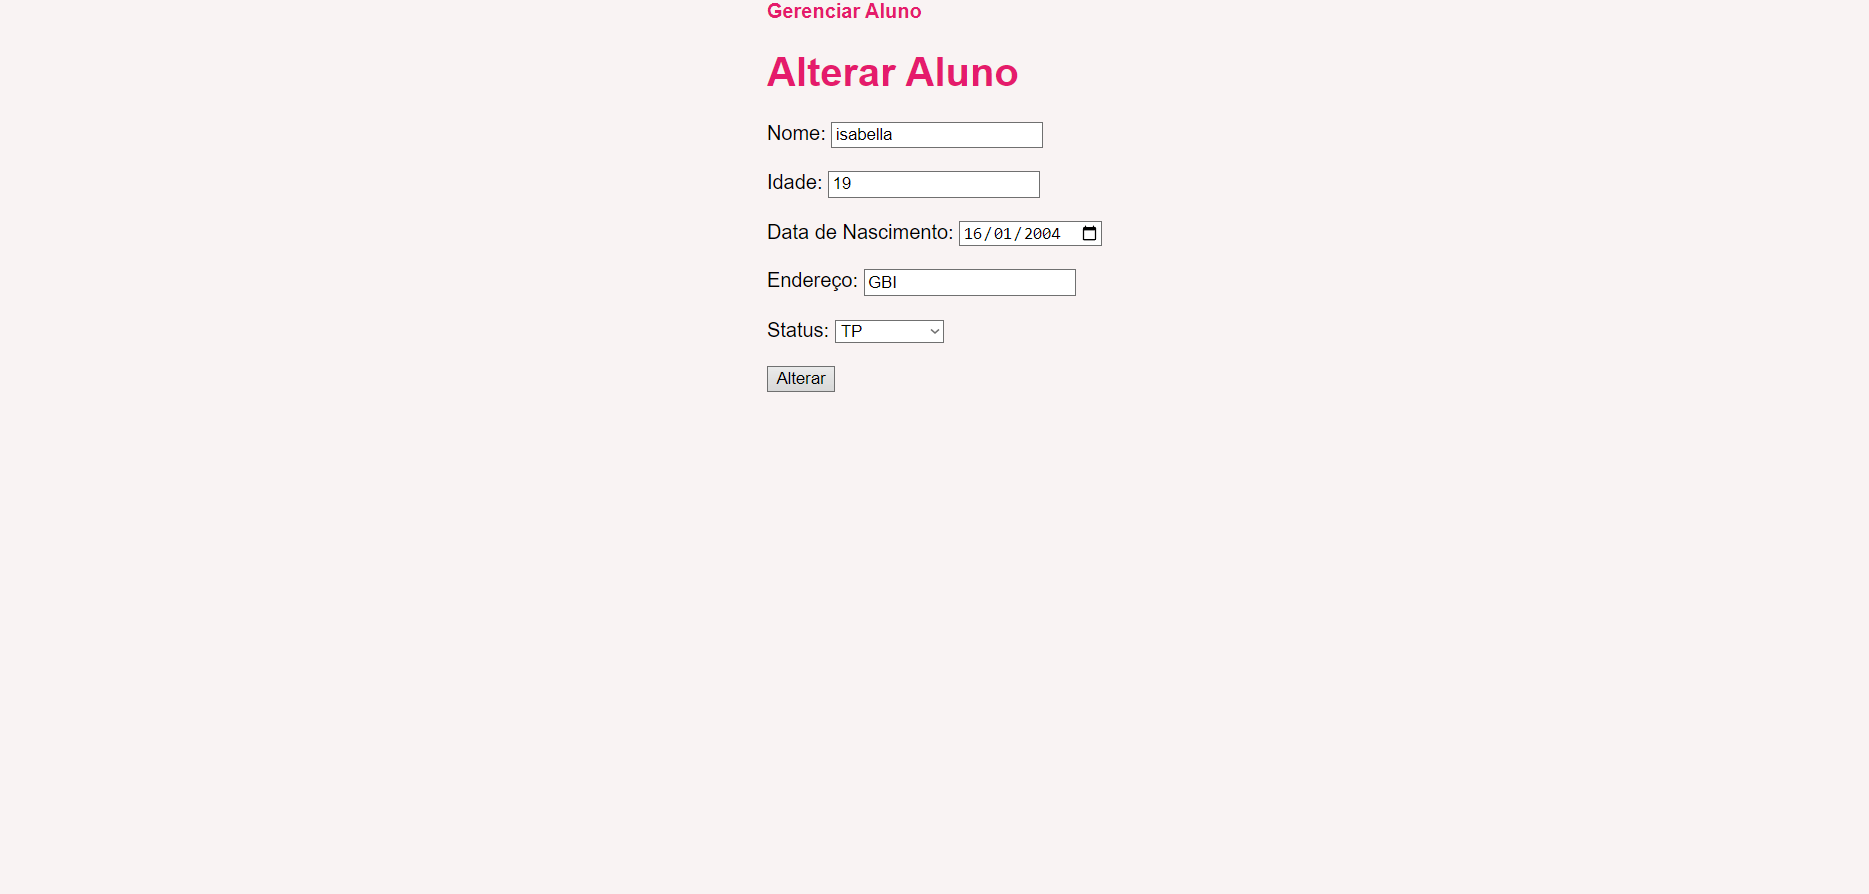 Gerenciar Aluno
Alterar Aluno
Nome: isabella
Idade: 19
Data de Nascimento: 16/01/2004
Endereço: GBI
Status: TP
Alterar